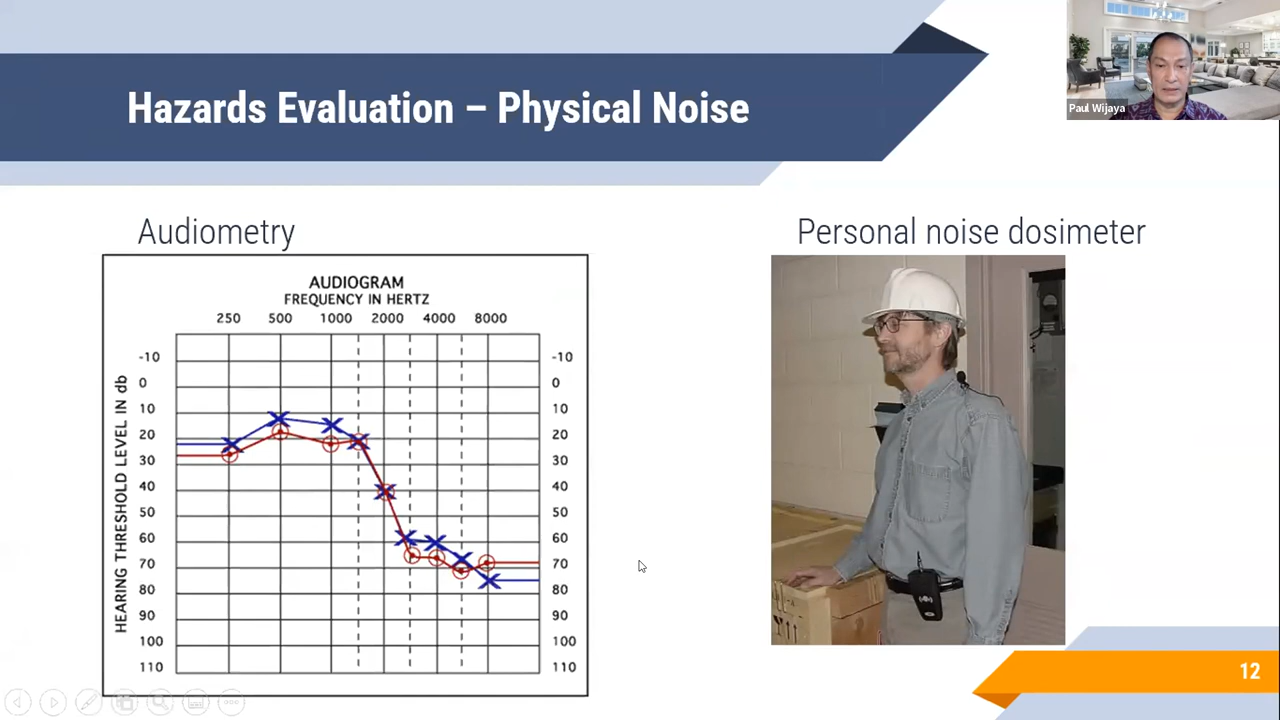 Hazards Evaluation – Physical Noise
Paul Wijaya
Audiometry
Personal noise dosimeter
AUDIOGRAM
FREQUENCY IN HERTZ
250 500 1000 2000 4000 8000
HEARING THRESHOLD LEVEL IN db
-10 -10
0 0
10 10
20 20
30 30
40 40
50 50
60 60
70 70
80 80
90 90
100 100
110 110
12